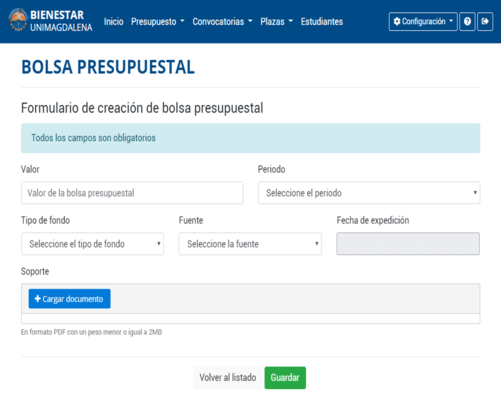 BIENESTAR
UNIMAGDALENA
Inicio Presupuesto Convocatorias Plazas Estudiantes Configuración
BOLSA PRESUPUESTAL
Formulario de creación de bolsa presupuestal
Todos los campos son obligatorios
Valor Periodo
Valor de la bolsa presupuestal Seleccione el periodo
Tipo de fondo Fuente Fecha de expedición
Seleccione el tipo de fondo Seleccione la fuente
Soporte
+ Cargar documento
En formato PDF con un peso menor o igual a 2MB
Volver al listado Guardar